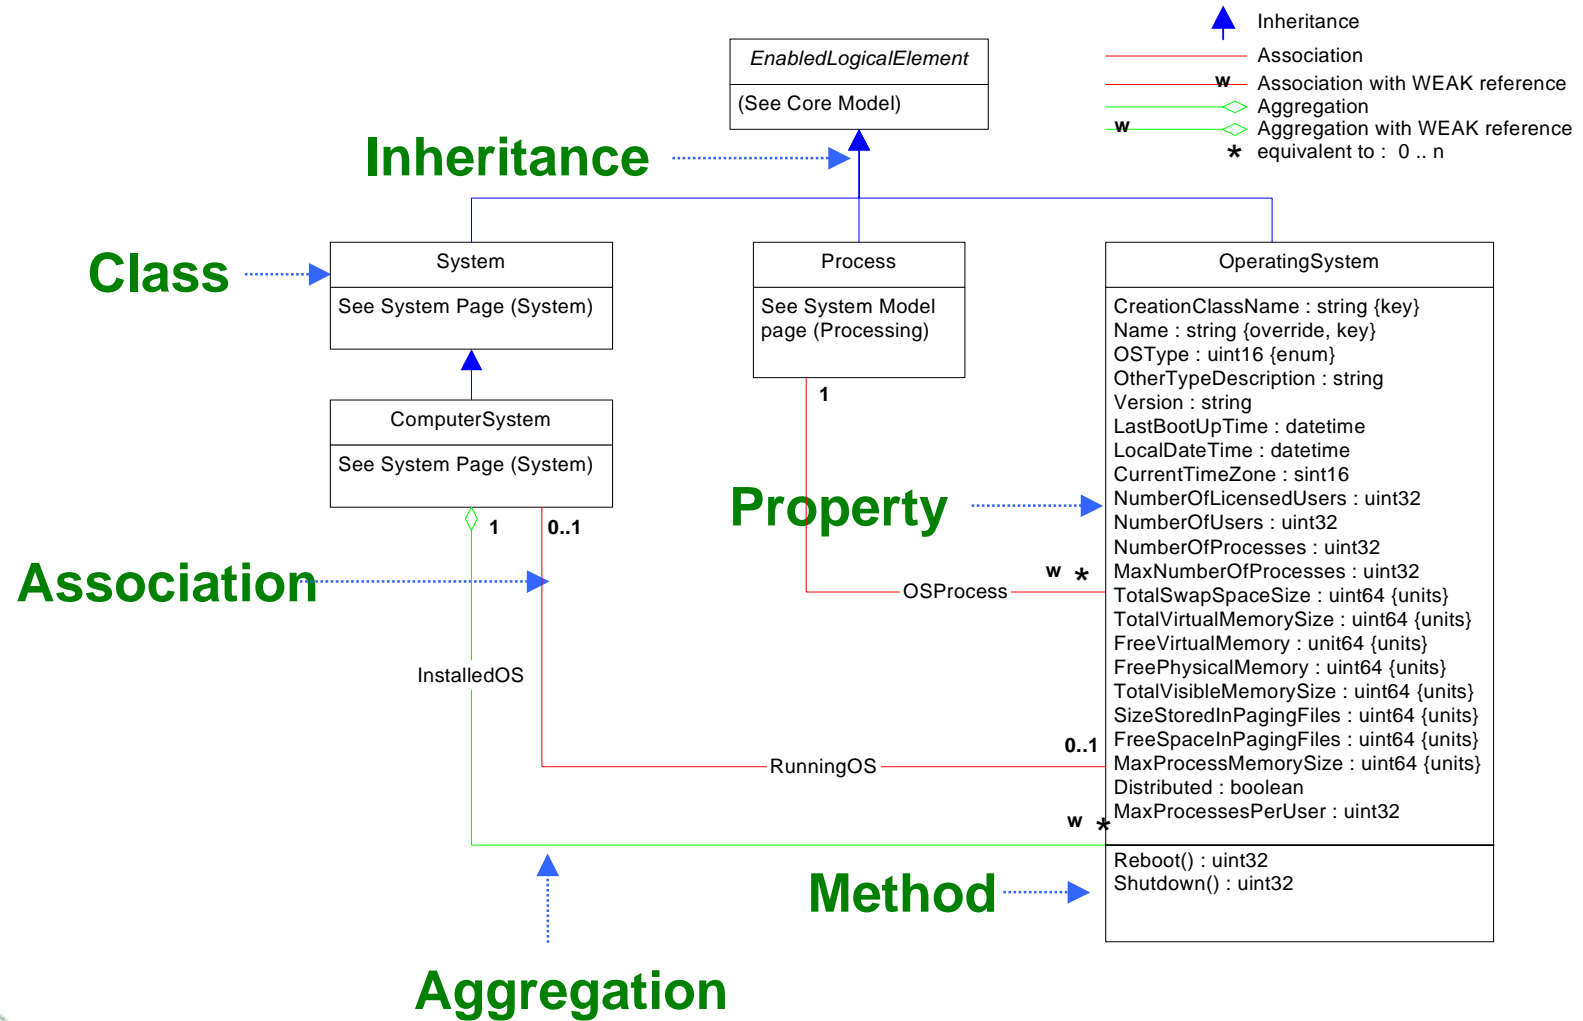 Inheritance
Association
w
Association with WEAK reference
Aggregation
w
Aggregation with WEAK reference
* equivalent to : 0 .. n
EnabledLogicalElement
(See Core Model)
Inheritance
Class
System
See System Page (System)
Process
See System Model
page (Processing)
1
OperatingSystem
CreationClassName : string {key}
Name : string {override, key}
OSType : uint16 {enum}
OtherTypeDescription : string
Version : string
LastBootUpTime : datetime
LocalDateTime : datetime
CurrentTimeZone : sint16
NumberOfLicensedUsers : uint32
NumberOfUsers : uint32
NumberOfProcesses : uint32
MaxNumberOfProcesses : uint32
TotalSwapSpaceSize : uint64 {units}
TotalVirtualMemorySize : uint64 {units}
FreeVirtualMemory : unit64 {units}
FreePhysicalMemory : uint64 {units}
TotalVisibleMemorySize : uint64 {units}
SizeStoredInPagingFiles : uint64 {units}
FreeSpaceInPagingFiles : uint64 {units}
MaxProcessMemorySize : uint64 {units}
Distributed : boolean
MaxProcessesPerUser : uint32
Reboot() : uint32
Shutdown() : uint32
ComputerSystem
See System Page (System)
1
0..1
Property
Association
w *
OSProcess
InstalledOS
0..1
RunningOS
w *
Method
Aggregation